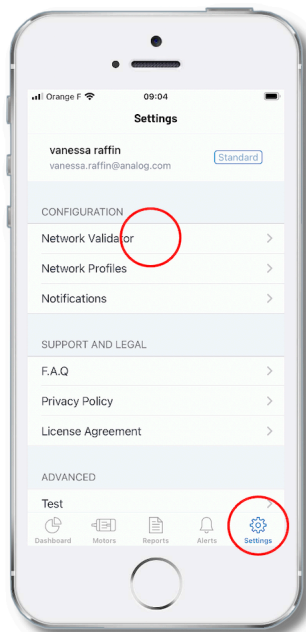 Orange F 09:04
Settings
vanessa raffin
vanessa.raffin@analog.com
Standard
CONFIGURATION
Network Validator
Network Profiles
Notifications
SUPPORT AND LEGAL
F.A.Q
Privacy Policy
License Agreement
ADVANCED
Test
Dashboard Motors Reports Alerts Settings